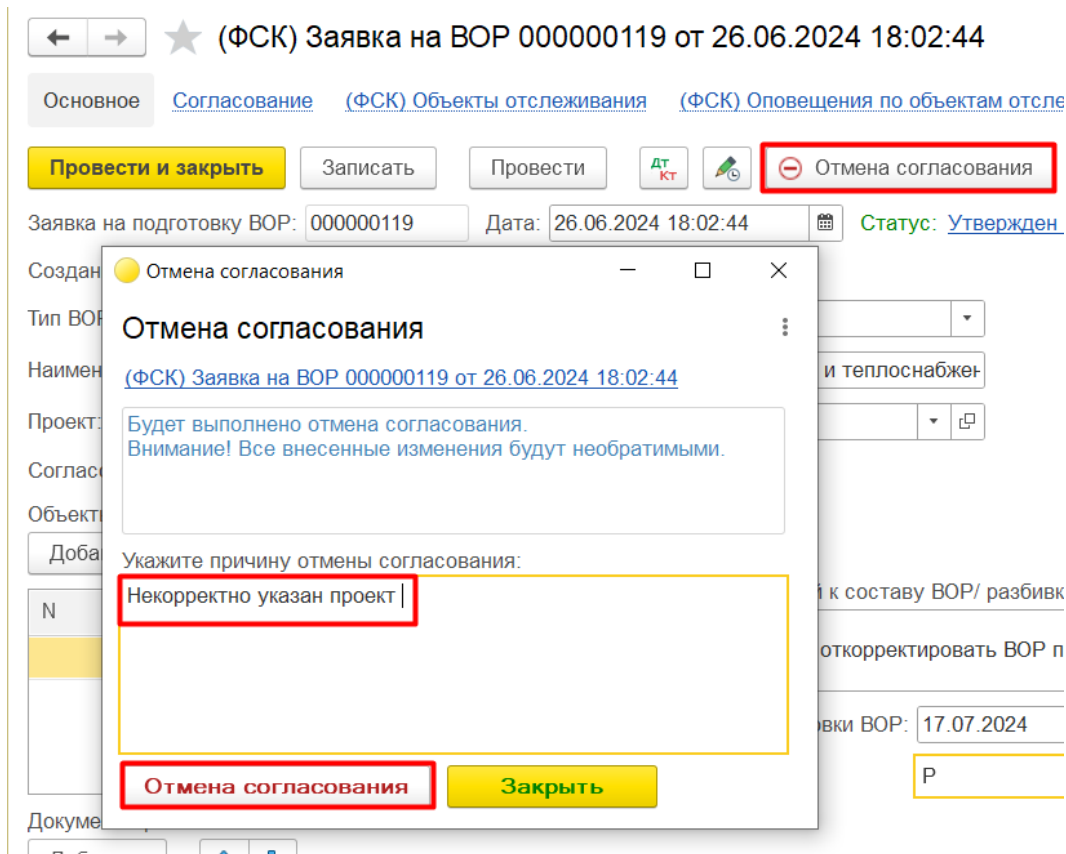 (ФСК) Заявка на ВОР 000000119 от 26.06.2024 18:02:44
Основное Согласование (ФСК) Объекты отслеживания (ФСК) Оповещения по объектам отсле
Провести и закрыть Записать Провести Дт Кт Отмена согласования
Заявка на подготовку ВОР: 000000119 Дата: 26.06.2024 18:02:44 Статус: Утвержден
Создан
Отмена согласования
Тип ВОР
Отмена согласования
Наимен
и теплоснабжен
(ФСК) Заявка на ВОР 000000119 от 26.06.2024 18:02:44
Проект:
Будет выполнено отмена согласования.
Внимание! Все внесенные изменения будут необратимыми.
Соглас
Объект
Доба
Укажите причину отмены согласования:
Некорректно указан проект
N
к составу ВОР/ разбивк
откорректировать ВОР п
вки ВОР: 17.07.2024
Р
Отмена согласования Закрыть
Докуме